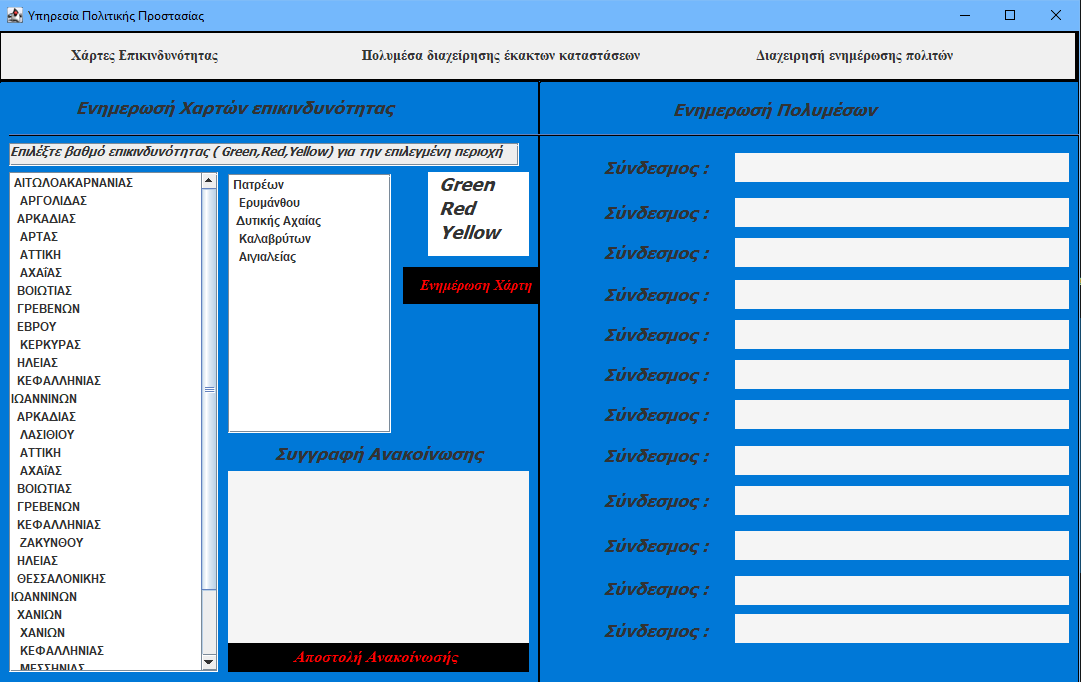 Υπηρεσία Πολιτικής Προστασίας
Χάρτες Επικινδυνότητας
Πολυμέσα διαχείρησης έκακτων καταστάσεων
Διαχειρησή ενημέρωσης πολιτών
Ενημερωσή Χαρτών επικινδυνότητας
Επιλέξτε βαθμό επικινδυνότητας ( Green,Red,Yellow) για την επιλεγμένη περιοχή
ΑΙΤΩΛΟΑΚΑΡΝΑΝΙΑΣ
ΑΡΓΟΛΙΔΑΣ
ΑΡΚΑΔΙΑΣ
ΑΡΤΑΣ
ΑΤΤΙΚΗ
ΑΧΑΐΑΣ
ΒΟΙΩΤΙΑΣ
ΓΡΕΒΕΝΩΝ
ΕΒΡΟΥ
ΚΕΡΚΥΡΑΣ
ΗΛΕΙΑΣ
ΚΕΦΑΛΛΗΝΙΑΣ
ΙΩΑΝΝΙΝΩΝ
ΑΡΚΑΔΙΑΣ
ΛΑΣΙΘΙΟΥ
ΑΤΤΙΚΗ
ΑΧΑΐΑΣ
ΒΟΙΩΤΙΑΣ
ΓΡΕΒΕΝΩΝ
ΚΕΦΑΛΛΗΝΙΑΣ
ΖΑΚΥΝΘΟΥ
ΗΛΕΙΑΣ
ΘΕΣΣΑΛΟΝΙΚΗΣ
ΙΩΑΝΝΙΝΩΝ
ΧΑΝΙΩΝ
ΧΑΝΙΩΝ
ΚΕΦΑΛΛΗΝΙΑΣ
ΜΕΣΣΗΝΙΑΣ
Πατρέων
Ερυμάνθου
Δυτικής Αχαίας
Καλαβρύτων
Αιγιαλείας
Green
Red
Yellow
Ενημέρωση Χάρτη
Συγγραφή Ανακοίνωσης
Αποστολή Ανακοίνωσής
Ενημερωσή Πολυμέσων
Σύνδεσμος :
Σύνδεσμος :
Σύνδεσμος :
Σύνδεσμος :
Σύνδεσμος :
Σύνδεσμος :
Σύνδεσμος :
Σύνδεσμος :
Σύνδεσμος :
Σύνδεσμος :
Σύνδεσμος :
Σύνδεσμος :